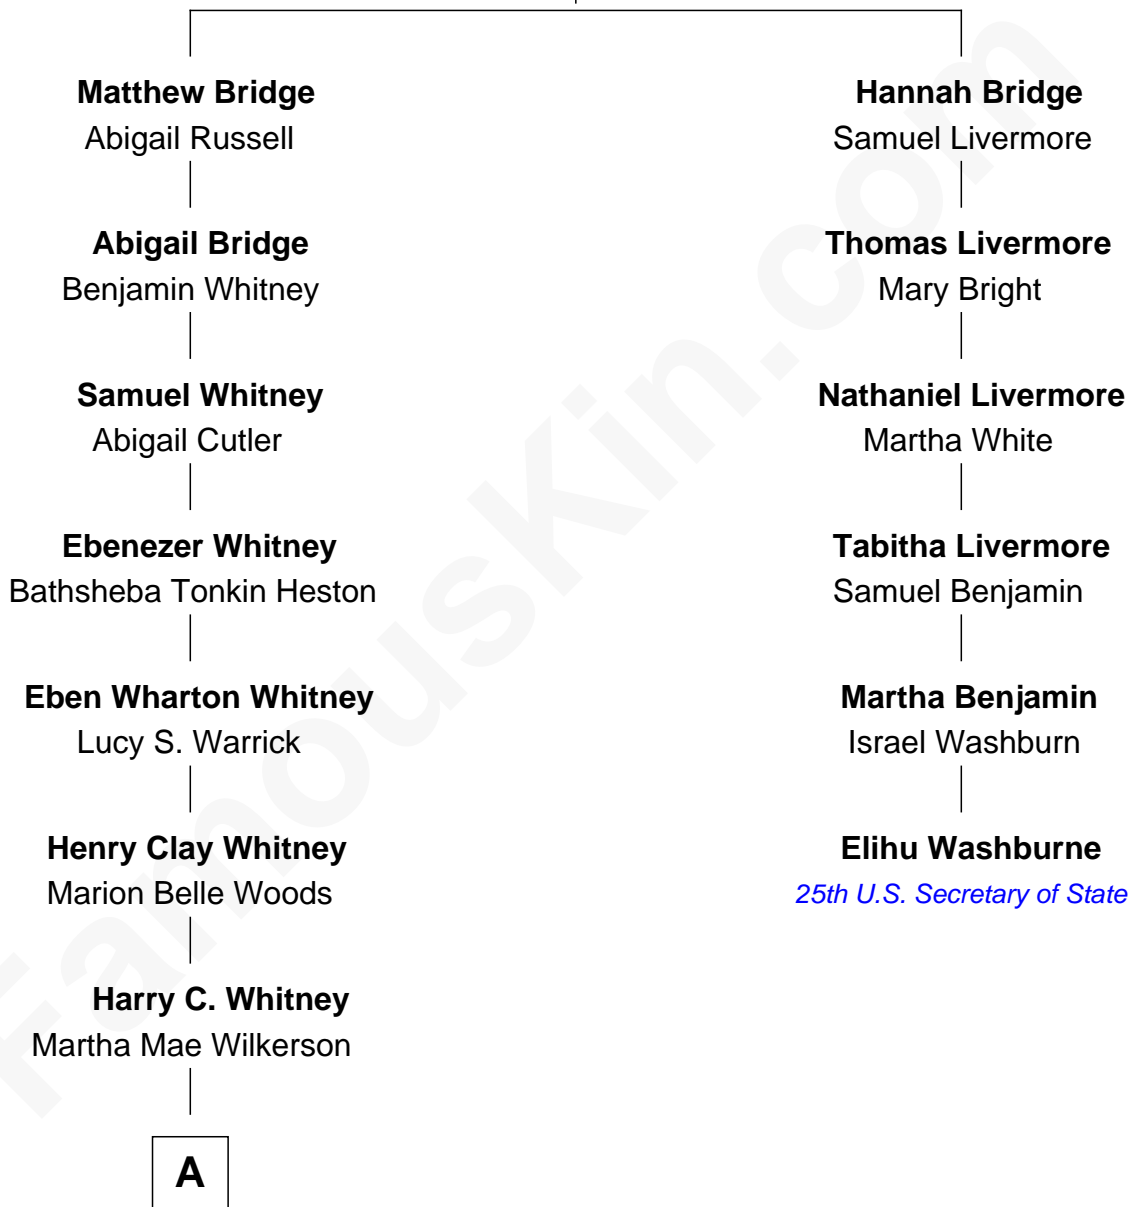 Matthew Bridge
Abigail Russell
Abigail Bridge
Benjamin Whitney
Samuel Whitney
Abigail Cutler
Ebenezer Whitney
Bathsheba Tonkin Heston
Eben Wharton Whitney
Lucy S. Warrick
Henry Clay Whitney
Marion Belle Woods
Harry C. Whitney
Martha Mae Wilkerson
A
Hannah Bridge
Samuel Livermore
Thomas Livermore
Mary Bright
Nathaniel Livermore
Martha White
Tabitha Livermore
Samuel Benjamin
Martha Benjamin
Israel Washburn
Elihu Washburne
25th U.S. Secretary of State
FamousKin.com